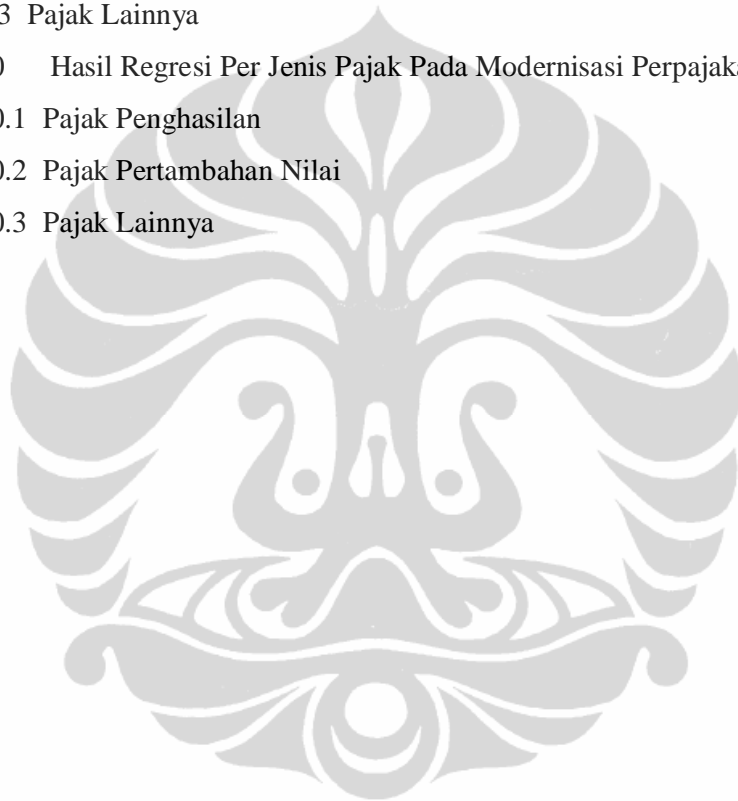 3 Pajak Lainnya
0 Hasil Regresi Per Jenis Pajak Pada Modernisasi Perpajak
0.1 Pajak Penghasilan
0.2 Pajak Pertambahan Nilai
0.3 Pajak Lainnya